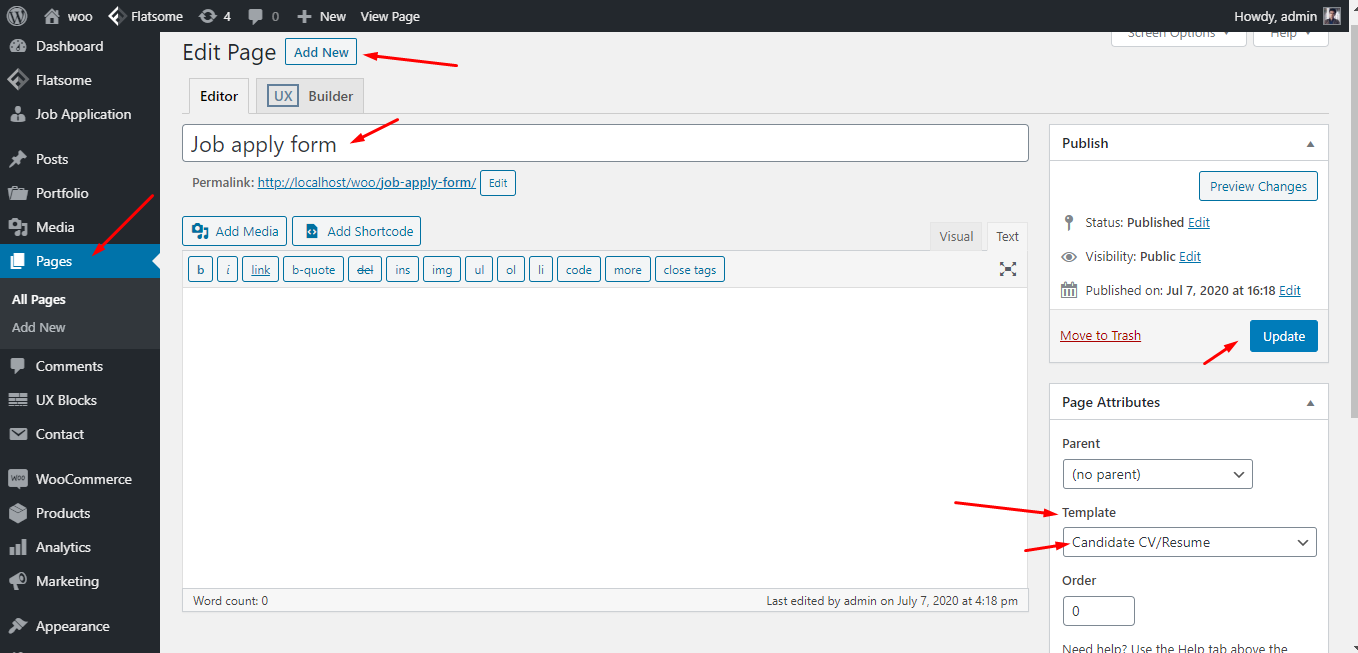 woo Flatsome 4 0 New View Page Howdy, admin
Dashboard
Flatsome
Job Application
Posts
Portfolio
Media
Pages
All Pages
Add New
Comments
UX Blocks
Contact
WooCommerce
Products
Analytics
Marketing
Appearance
Screen Options Help
Edit Page Add New
Editor UX Builder
Job apply form
Permalink: http://localhost/woo/job-apply-form/ Edit
Add Media Add Shortcode Visual Text
b i link b-quote del ins img ul ol li code more close tags
Word count: 0 Last edited by admin on July 7, 2020 at 4:18 pm
Publish
Preview Changes
Status: Published Edit
Visibility: Public Edit
Published on: Jul 7, 2020 at 16:18 Edit
Move to Trash Update
Page Attributes
Parent
(no parent)
Template
Candidate CV/Resume
Order
0
Need help? Use the Help tab above the